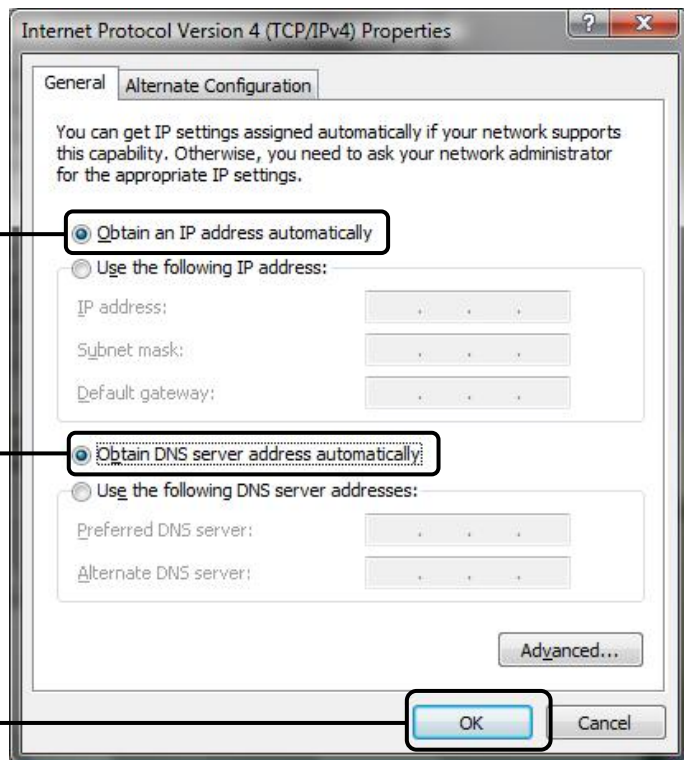 Internet Protocol Version 4 (TCP/IPv4) Properties
General
Alternate Configuration
You can get IP settings assigned automatically if your network supports
this capability. Otherwise, you need to ask your network administrator
for the appropriate IP settings.
Obtain an IP address automatically
Use the following IP address:
IP address:
Subnet mask:
Default gateway:
Obtain DNS server address automatically
Use the following DNS server addresses:
Preferred DNS server:
Alternate DNS server:
Advanced...
OK
Cancel